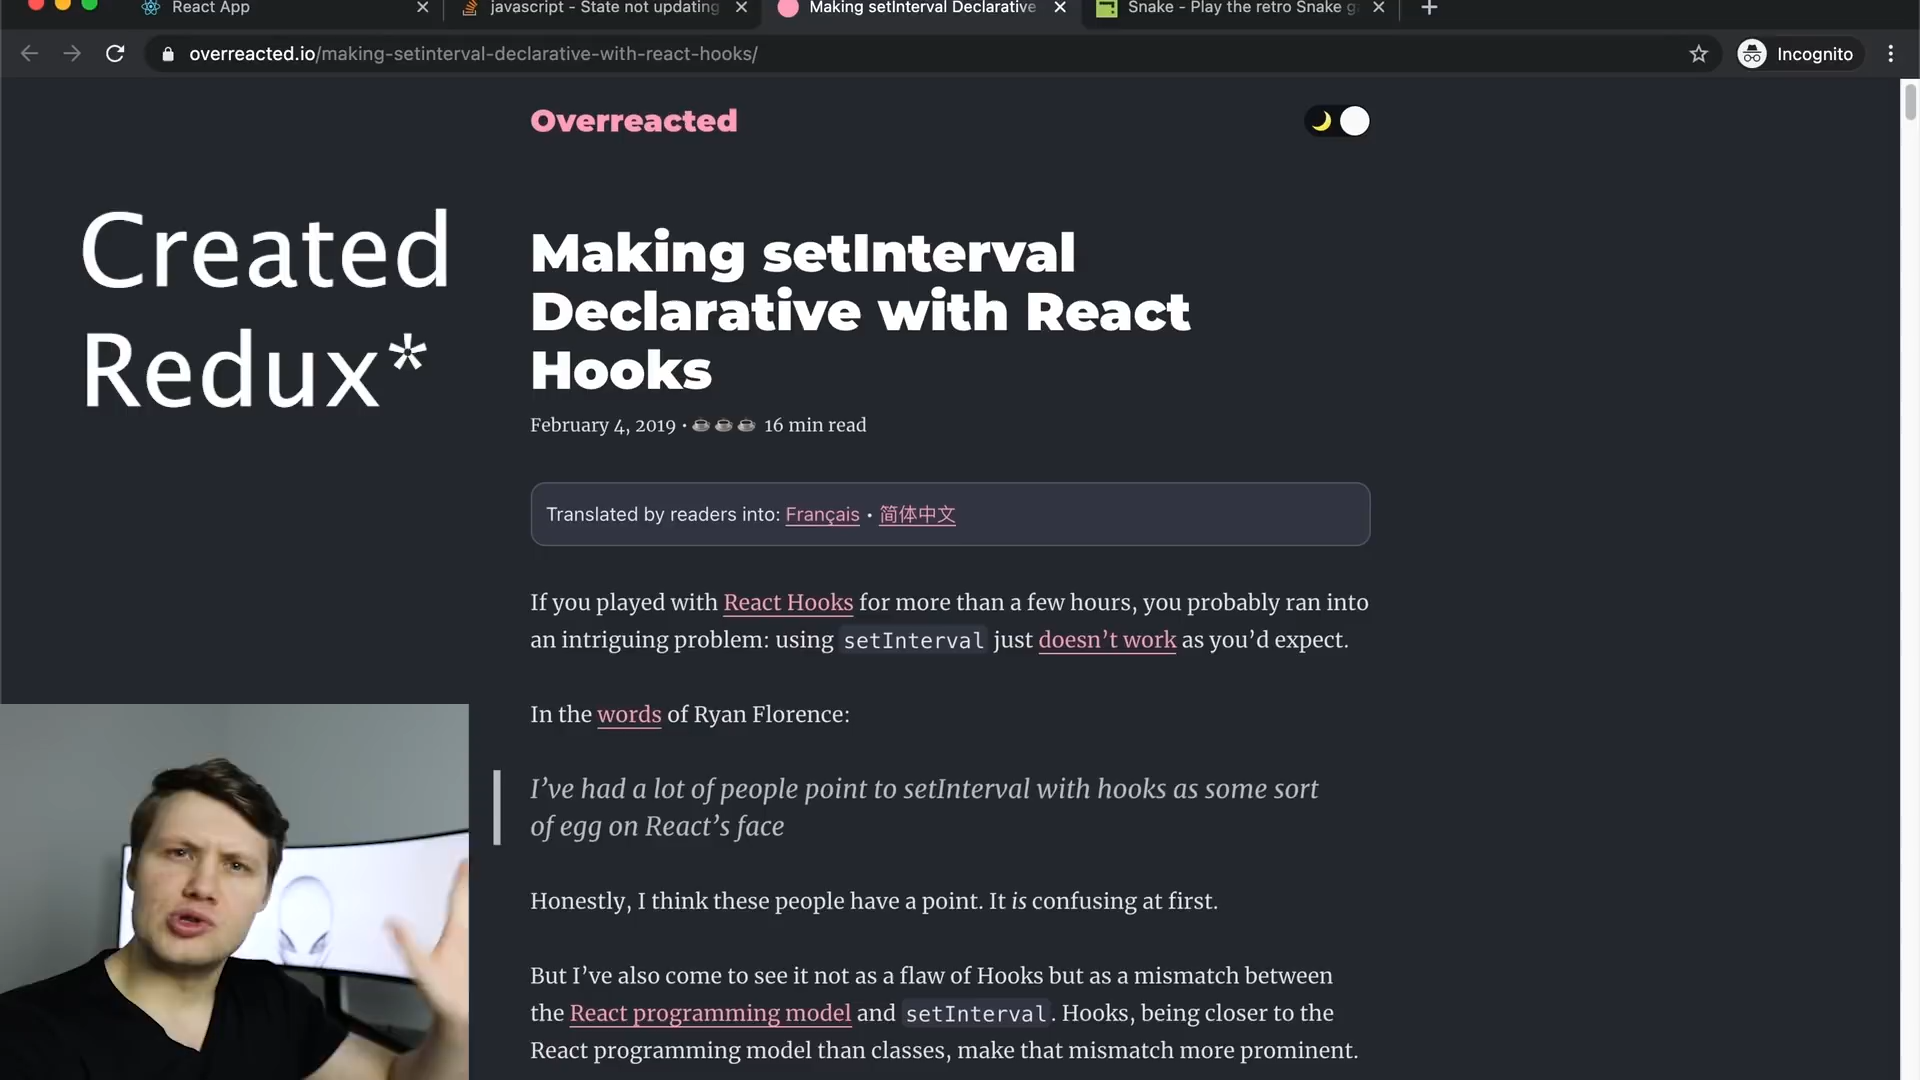 React App
javascript - State not updating
Making setInterval Declarative
Snake - Play the retro Snake g
overreacted.io/making-setinterval-declarative-with-react-hooks/
Incognito
Overreacted
Created
Redux*
Making setInterval
Declarative with React
Hooks
February 4, 2019 • 16 min read
Translated by readers into: Français • 简体中文
If you played with React Hooks for more than a few hours, you probably ran into
an intriguing problem: using setInterval just doesn’t work as you’d expect.
In the words of Ryan Florence:
I’ve had a lot of people point to setInterval with hooks as some sort
of egg on React’s face
Honestly, I think these people have a point. It is confusing at first.
But I’ve also come to see it not as a flaw of Hooks but as a mismatch between
the React programming model and setInterval. Hooks, being closer to the
React programming model than classes, make that mismatch more prominent.